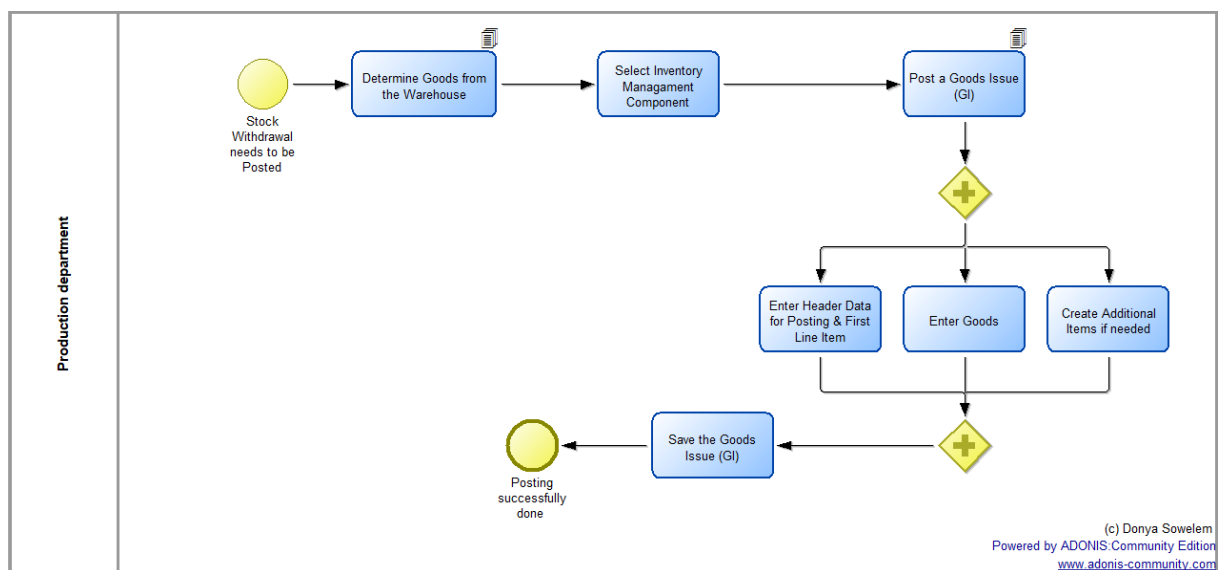 Production department
Stock
Withdrawal
needs to be
Posted
Determine Goods from
the Warehouse
Select Inventory
Managament
Component
Post a Goods Issue
(GI)
Enter Header Data
for Posting & First
Line Item
Enter Goods
Create Additional
Items if needed
Save the Goods
Issue (GI)
Posting
successfully
done
(c) Donya Sowelem
Powered by ADONIS:Community Edition
www.adonis-community.com